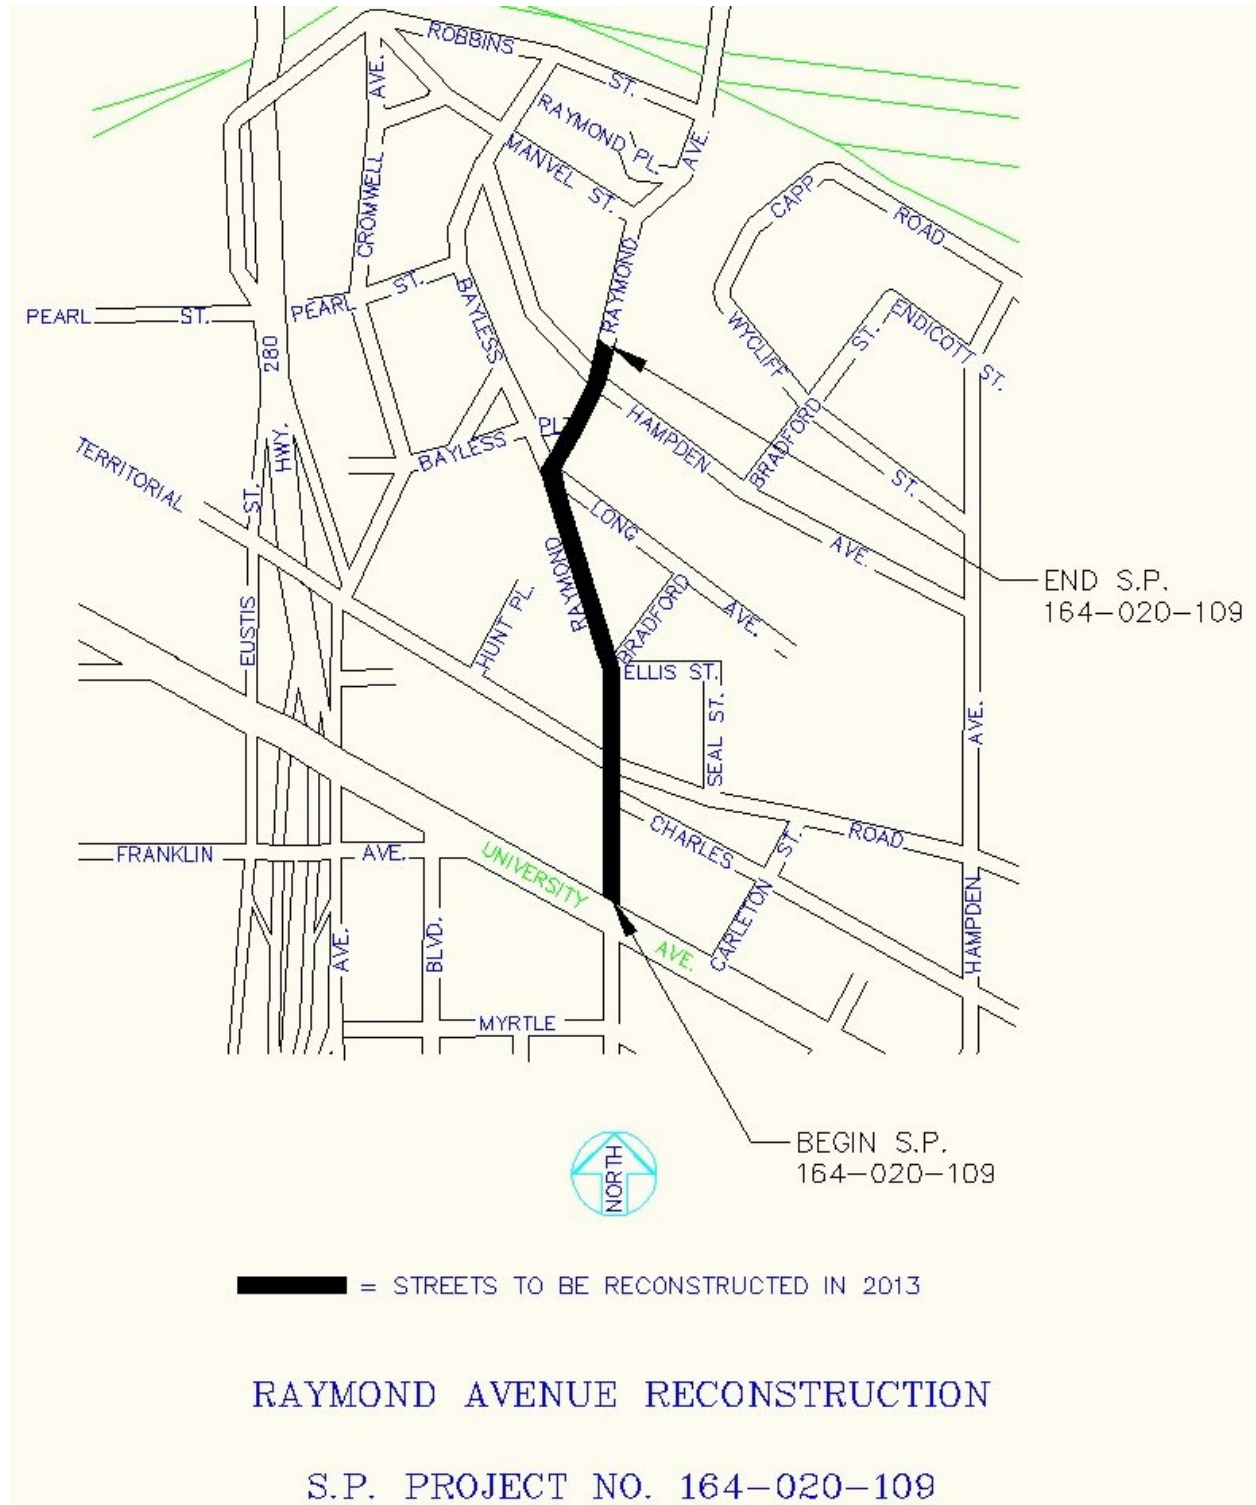 ROBBINS
ST.
AVE.
CROMWELL
RAYMOND PL.
MANVEL ST.
AVE.
RAYMOND
CAPP
ROAD
PEARL
ST.
PEARL
ST.
BAYLESS
280
HWY.
WYCLIFF
ST.
ENDICOTT ST.
BRADFORD
ST.
TERRITORIAL
BAYLESS
PL.
HAMPDEN
AVE.
ST.
EUSTIS
LONG
AVE.
RAYMOND
HUNT PL.
BRADFORD
ELLIS ST.
SEAL ST.
END S.P.
164-020-109
AVE.
HAMPDEN
FRANKLIN
AVE.
UNIVERSITY
AVE.
CHARLES
ST.
CARLETON
ROAD
AVE.
BLVD.
MYRTLE
BEGIN S.P.
164-020-109
NORTH
= STREETS TO BE RECONSTRUCTED IN 2013
RAYMOND AVENUE RECONSTRUCTION
S.P. PROJECT NO. 164-020-109